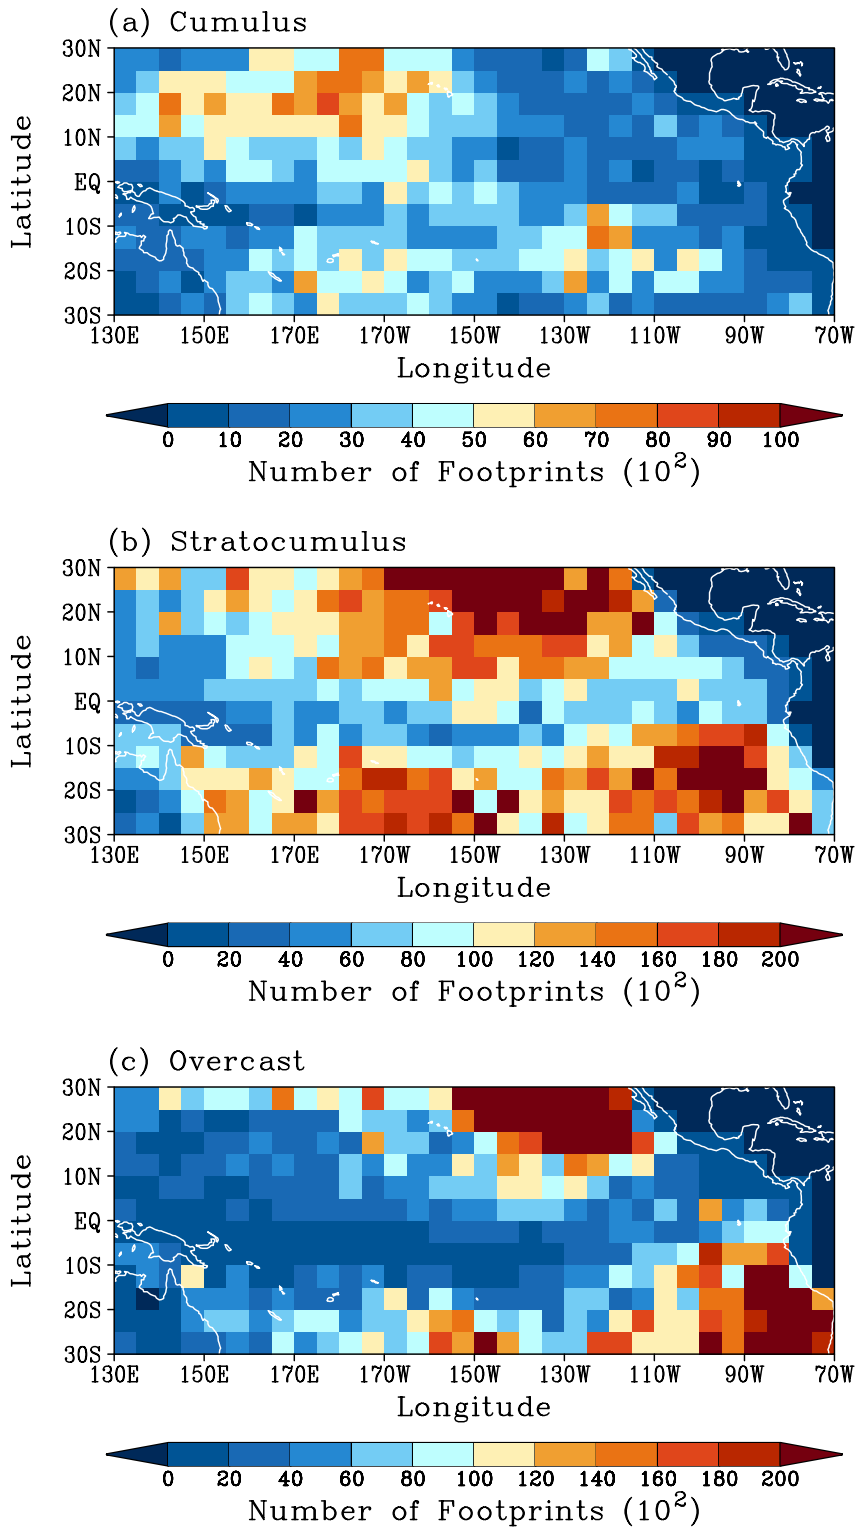 (a) Cumulus
30N
20N
10N
EQ
10S
20S
30S
Latitude
130E 150E 170E 170W 150W 130W 110W 90W 70W
Longitude
0 10 20 30 40 50 60 70 80 90 100
Number of Footprints (10²)
(b) Stratocumulus
30N
20N
10N
EQ
10S
20S
30S
Latitude
130E 150E 170E 170W 150W 130W 110W 90W 70W
Longitude
0 20 40 60 80 100 120 140 160 180 200
Number of Footprints (10²)
(c) Overcast
30N
20N
10N
EQ
10S
20S
30S
Latitude
130E 150E 170E 170W 150W 130W 110W 90W 70W
Longitude
0 20 40 60 80 100 120 140 160 180 200
Number of Footprints (10²)